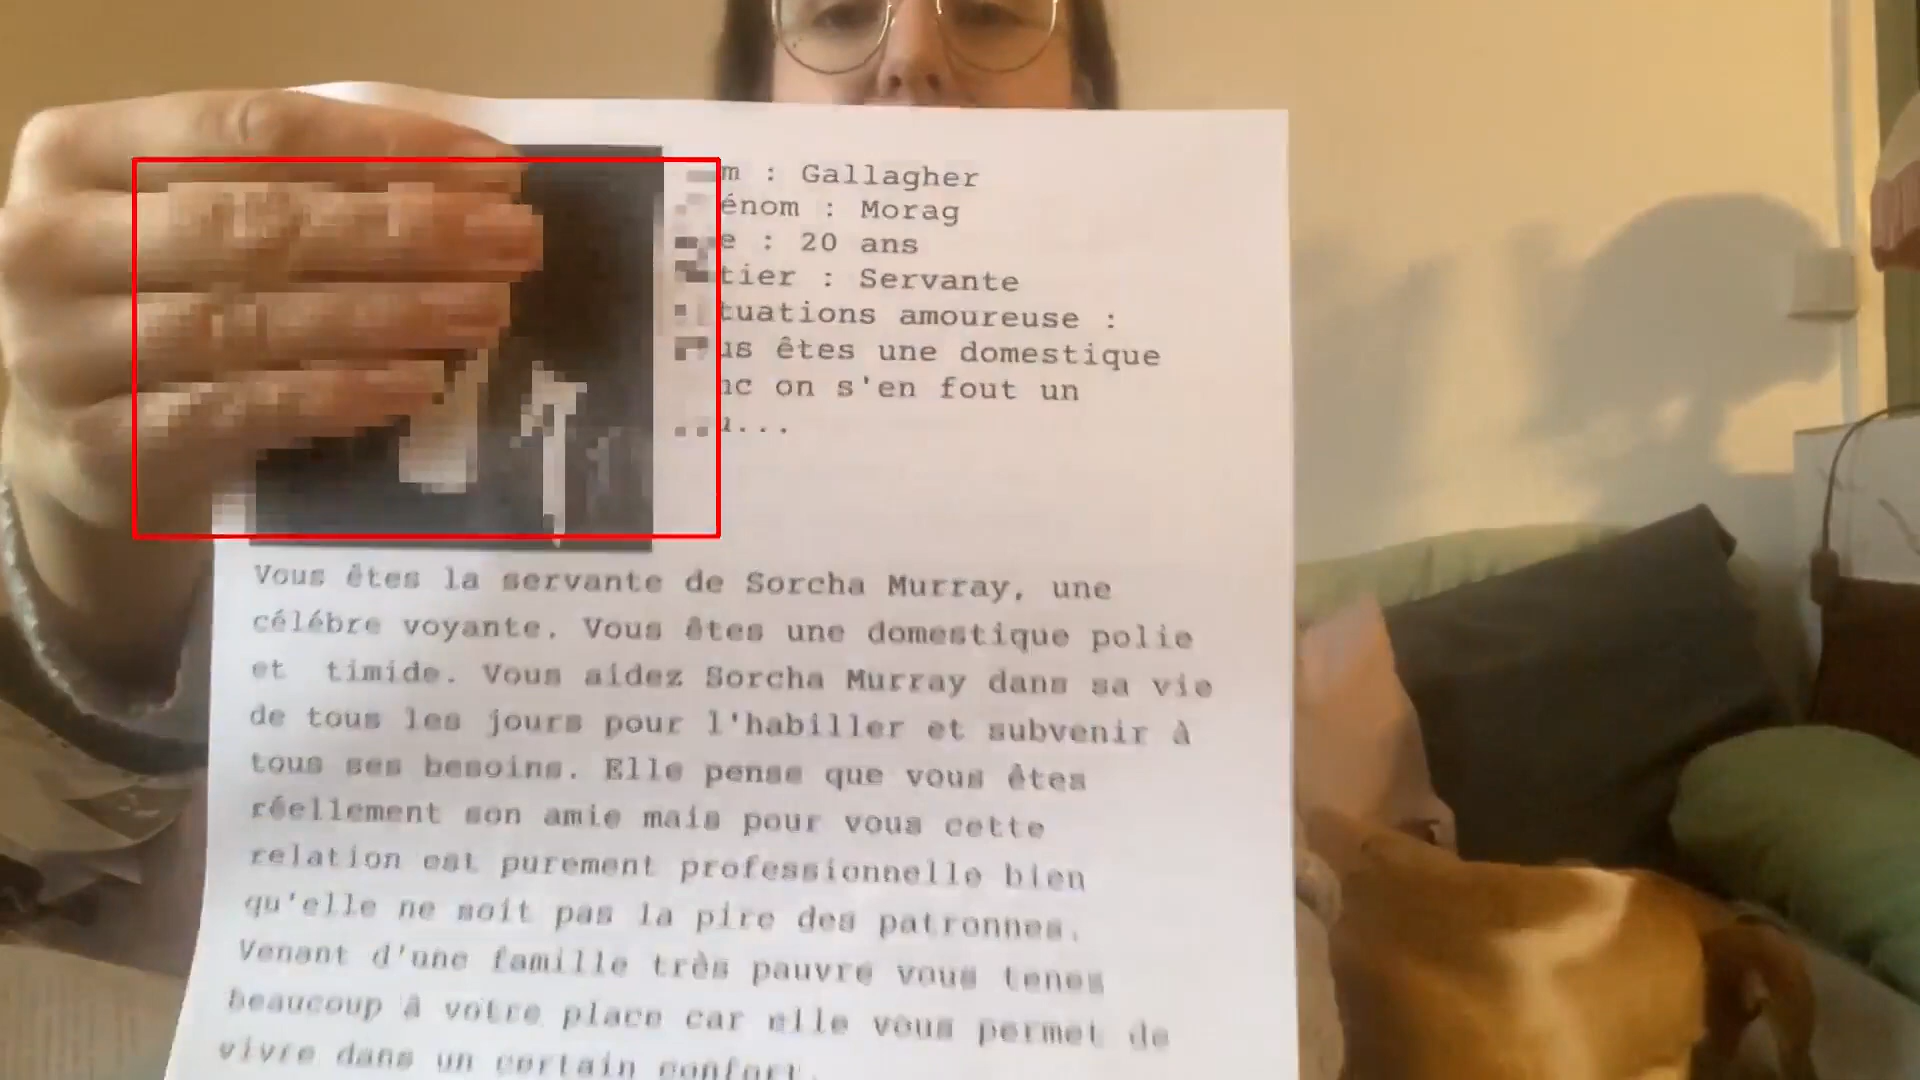 m : Gallagher
énom : Morag
e : 20 ans
tier : Servante
tuations amoureuse :
us êtes une domestique
nc on s'en fout un
u...
Vous êtes la servante de Sorcha Murray, une
célébre voyante. Vous êtes une domestique polie
et timide. Vous aidez Sorcha Murray dans sa vie
de tous les jours pour l'habiller et subvenir à
tous ses besoins. Elle pense que vous êtes
réellement son amie mais pour vous cette
relation est purement professionnelle bien
qu'elle ne soit pas la pire des patronnes.
Venant d'une famille très pauvre vous tenes
beaucoup à votre place car elle vous permet de
vivre dans un certain confort.